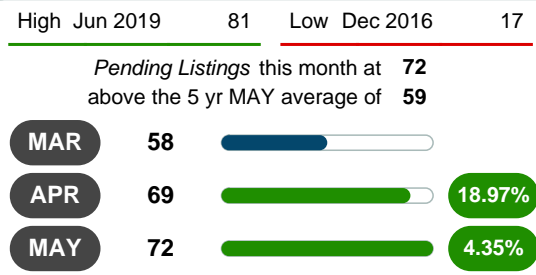 High Jun 2019 81 Low Dec 2016 17
Pending Listings this month at 72
above the 5 yr MAY average of 59
MAR 58
APR 69 18.97%
MAY 72 4.35%